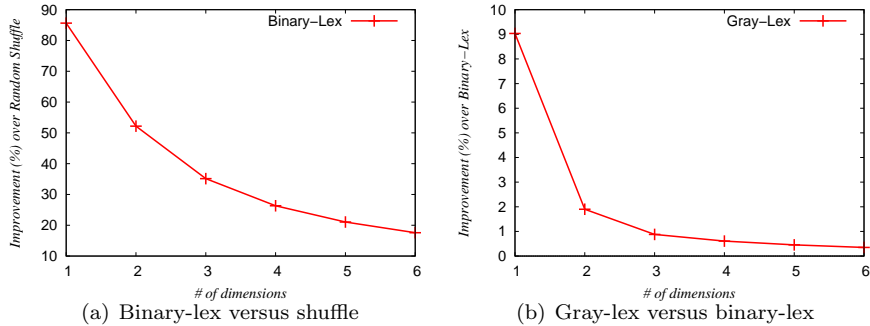 90
80
70
60
50
40
30
20
10
Improvement (%) over Random Shuffle
Binary−Lex
1 2 3 4 5 6
# of dimensions
(a) Binary-lex versus shuffle
10
9
8
7
6
5
4
3
2
1
0
Improvement (%) over Binary−Lex
Gray−Lex
1 2 3 4 5 6
# of dimensions
(b) Gray-lex versus binary-lex